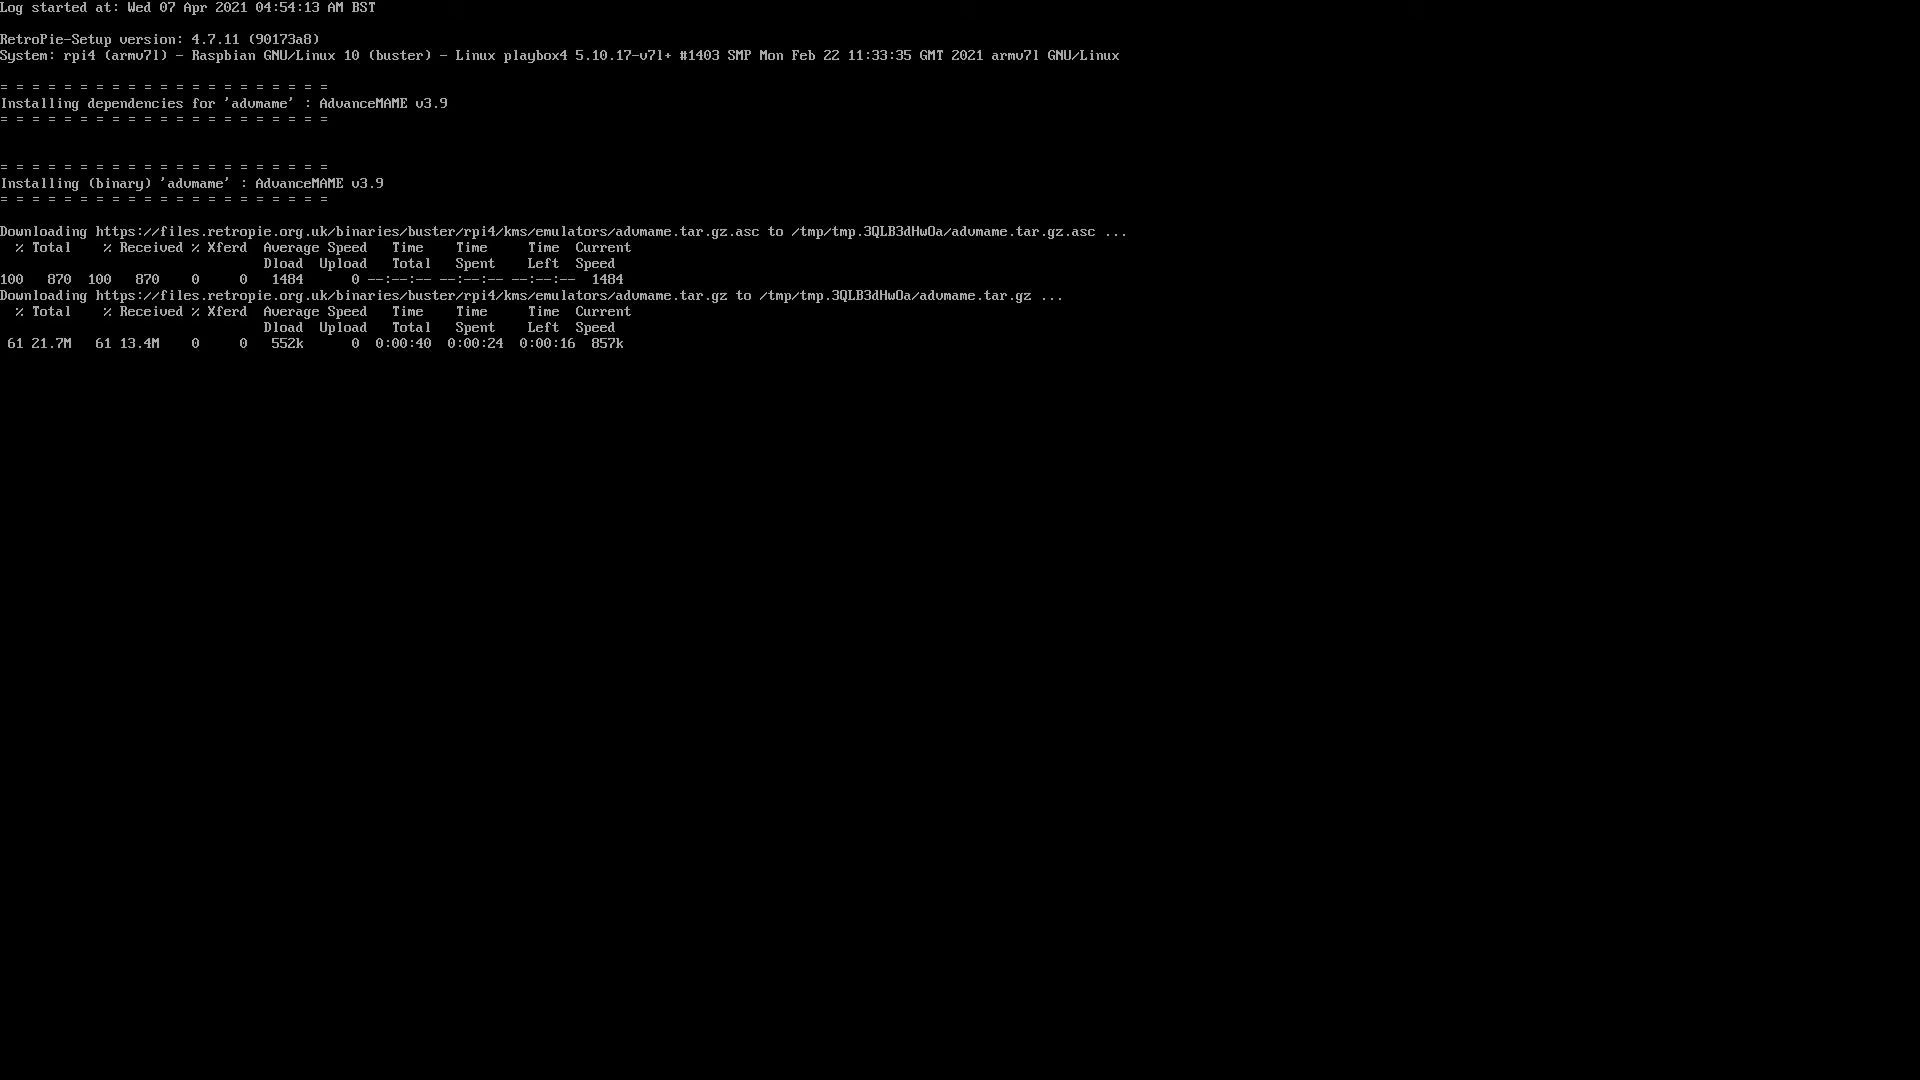 Log started at: Wed 07 Apr 2021 04:54:13 AM BST
RetroPie-Setup version: 4.7.11 (90173a8)
System: rpi4 (armv7l) - Raspbian GNU/Linux 10 (buster) - Linux playbox4 5.10.17-v7l+ #1403 SMP Mon Feb 22 11:33:35 GMT 2021 armv7l GNU/Linux
= = = = = = = = = = = = = = = = = = = = =
Installing dependencies for 'advmame' : AdvanceMAME v3.9
= = = = = = = = = = = = = = = = = = = = =
= = = = = = = = = = = = = = = = = = = = =
Installing (binary) 'advmame' : AdvanceMAME v3.9
= = = = = = = = = = = = = = = = = = = = =
Downloading https://files.retropie.org.uk/binaries/buster/rpi4/kms/emulators/advmame.tar.gz.asc to /tmp/tmp.3QLB3dHwOa/advmame.tar.gz.asc ...
% Total % Received % Xferd Average Speed Time Time Time Current
Dload Upload Total Spent Left Speed
100 870 100 870 0 0 1484 0 --:--:-- --:--:-- --:--:-- 1484
Downloading https://files.retropie.org.uk/binaries/buster/rpi4/kms/emulators/advmame.tar.gz to /tmp/tmp.3QLB3dHwOa/advmame.tar.gz ...
% Total % Received % Xferd Average Speed Time Time Time Current
Dload Upload Total Spent Left Speed
61 21.7M 61 13.4M 0 0 552k 0 0:00:40 0:00:24 0:00:16 857k